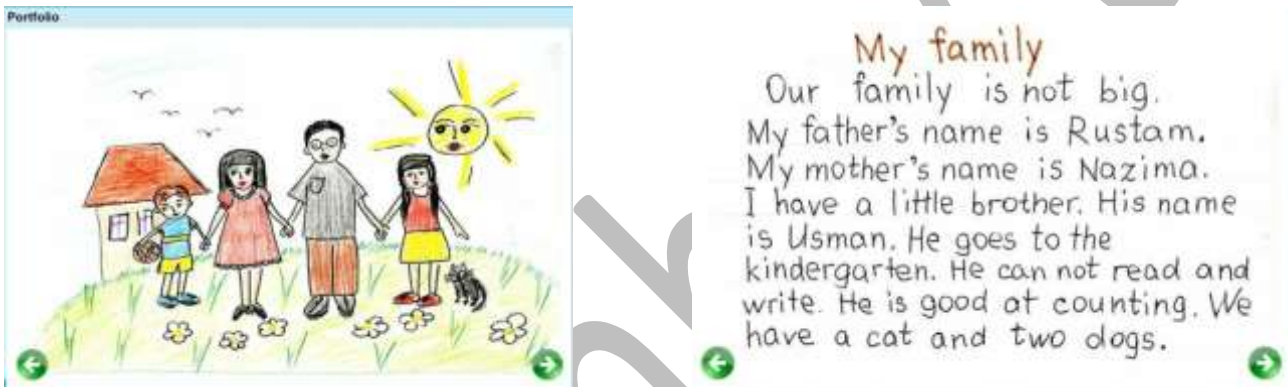 Portfolio
My family
Our family is not big.
My father's name is Rustam.
My mother's name is Nazima.
I have a little brother. His name
is Usman. He goes to the
kindergarten. He can not read and
write. He is good at counting. We
have a cat and two dogs.